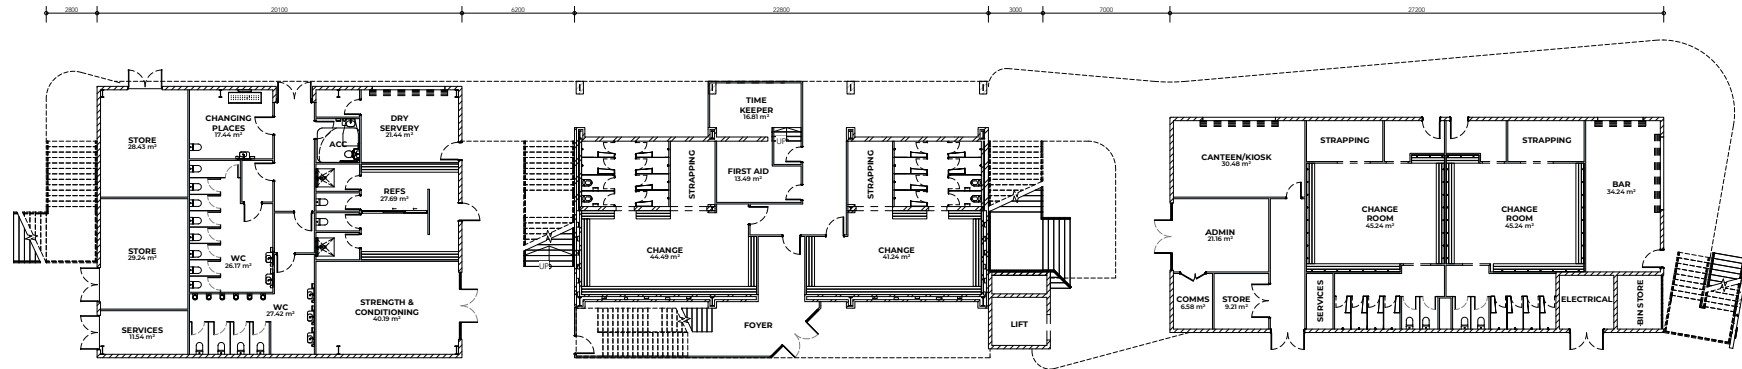 2800
20100
6200
22800
3000
7000
27200
STORE
28.43 m²
CHANGING
PLACES
17.44 m²
ACC
DRY
SERVERY
21.44 m²
REFS
27.69 m²
STORE
29.24 m²
WC
26.17 m²
WC
27.42 m²
STRENGTH &
CONDITIONING
40.19 m²
SERVICES
11.54 m²
TIME
KEEPER
16.81 m²
UP
STRAPPING
FIRST AID
13.49 m²
STRAPPING
CHANGE
44.49 m²
CHANGE
41.24 m²
UP
FOYER
LIFT
CANTEEN/KIOSK
30.48 m²
STRAPPING
STRAPPING
BAR
34.24 m²
CHANGE
ROOM
45.24 m²
CHANGE
ROOM
45.24 m²
ADMIN
21.16 m²
COMMS
6.58 m²
STORE
9.21 m²
SERVICES
ELECTRICAL
BIN STORE